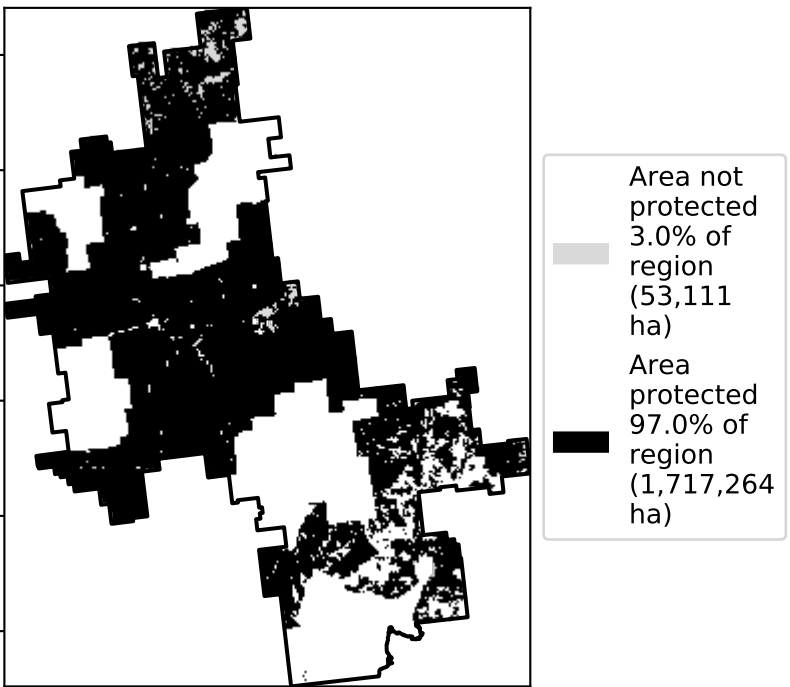 Area not
protected
3.0% of
region
(53,111
ha)
Area
protected
97.0% of
region
(1,717,264
ha)